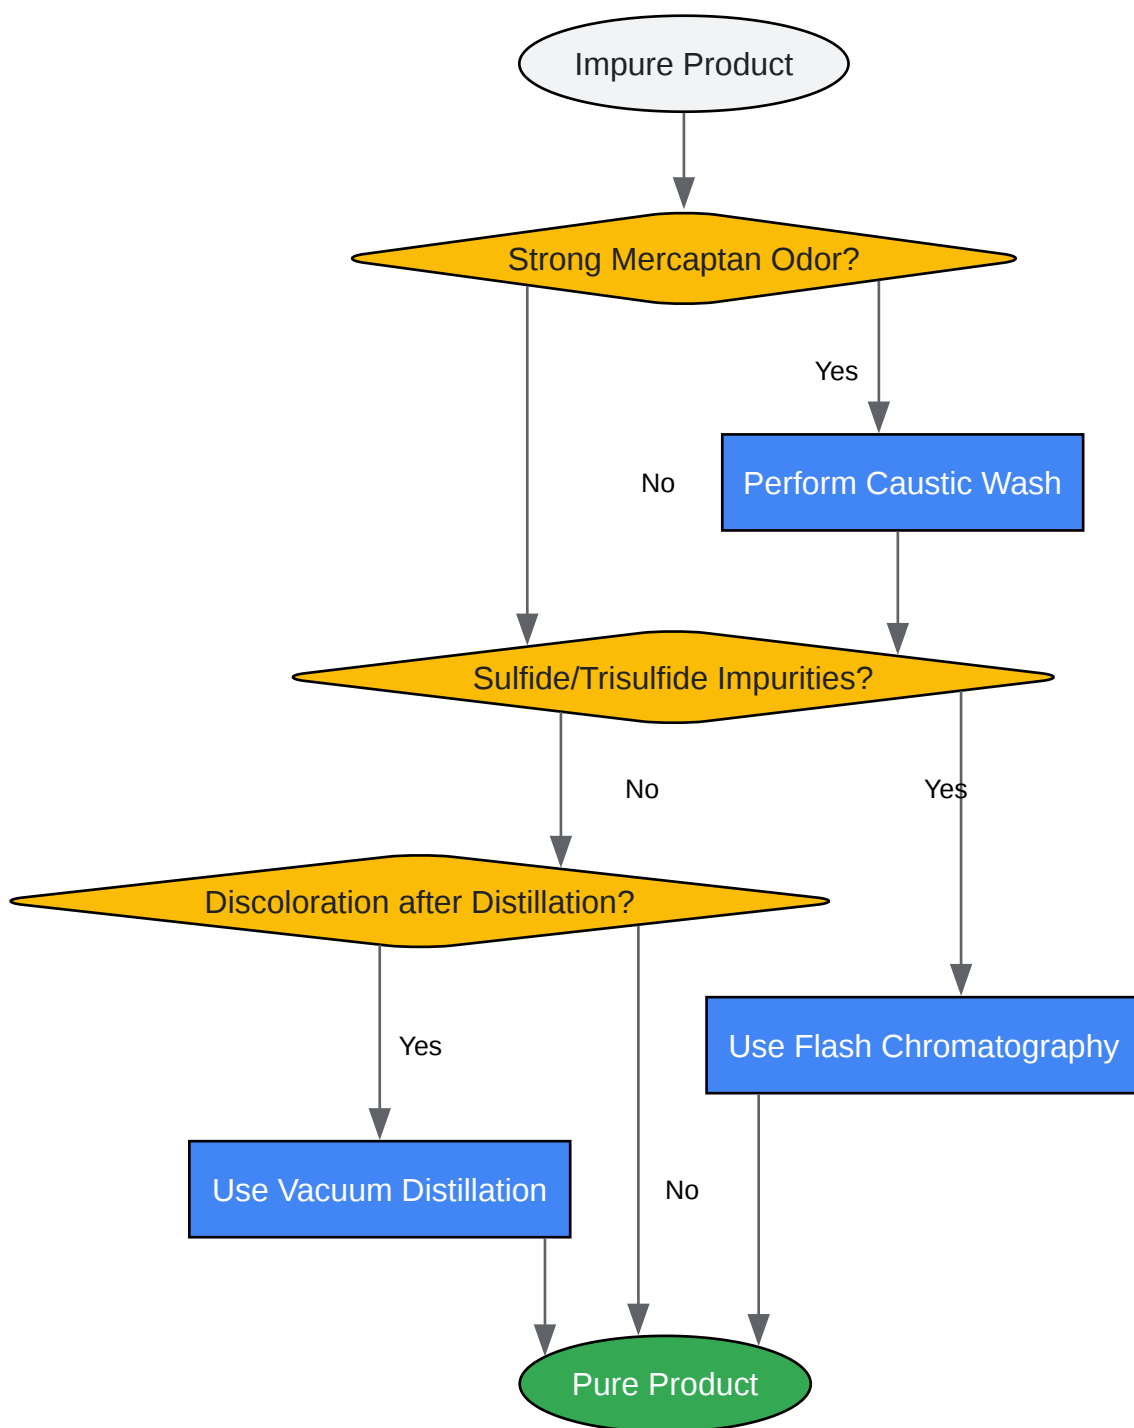 Impure Product
Strong Mercaptan Odor?
Yes
No
Perform Caustic Wash
Sulfide/Trisulfide Impurities?
No
Yes
Discoloration after Distillation?
Yes
Use Flash Chromatography
Use Vacuum Distillation
No
Pure Product